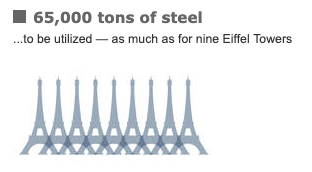 65,000 tons of steel
...to be utilized — as much as for nine Eiffel Towers